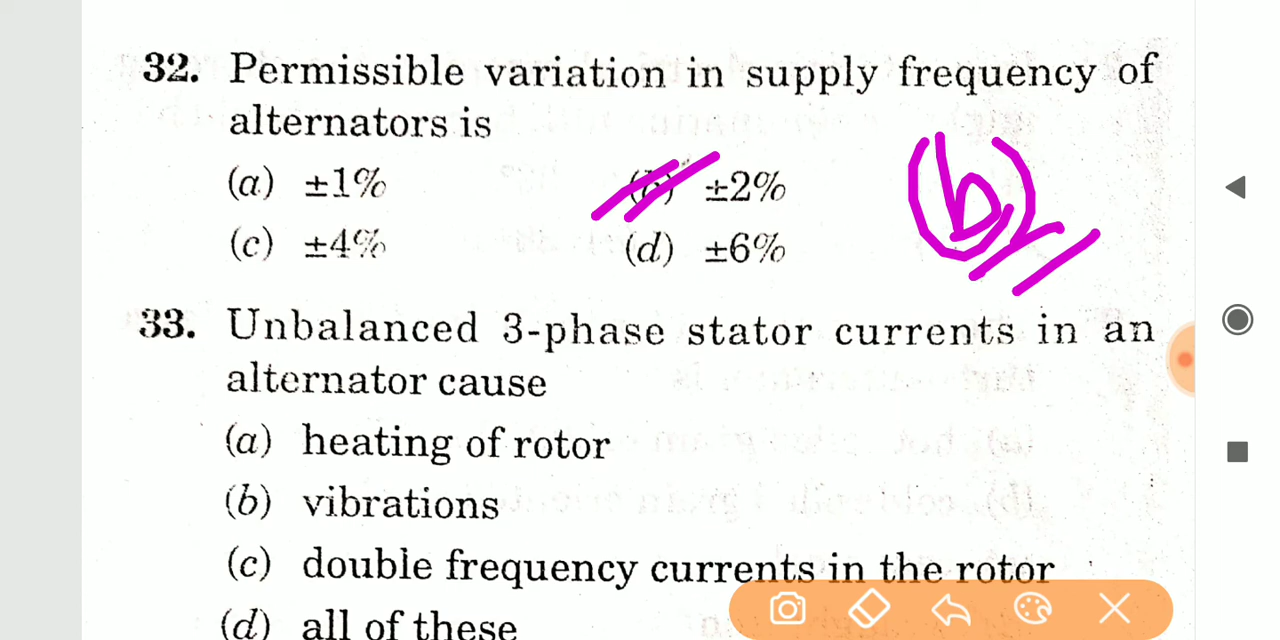 32. Permissible variation in supply frequency of
alternators is
(a) ±1% (b) ±2%
(c) ±4% (d) ±6%
(b)
33. Unbalanced 3-phase stator currents in an
alternator cause
(a) heating of rotor
(b) vibrations
(c) double frequency currents in the rotor
(d) all of these